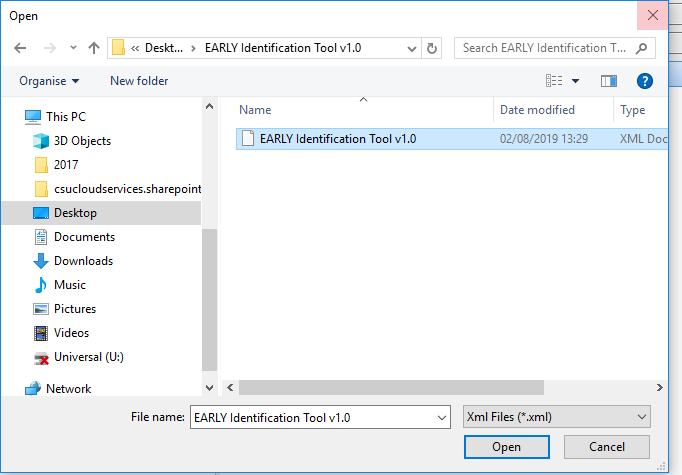 Open
« Deskt... > EARLY Identification Tool v1.0
Search EARLY Identification T...
Organise
New folder
Name
Date modified
Type
EARLY Identification Tool v1.0
02/08/2019 13:29
XML Doc
This PC
3D Objects
2017
csucloudservices.sharepoint
Desktop
Documents
Downloads
Music
Pictures
Videos
Universal (U:)
Network
File name:
EARLY Identification Tool v1.0
Xml Files (*.xml)
Open
Cancel